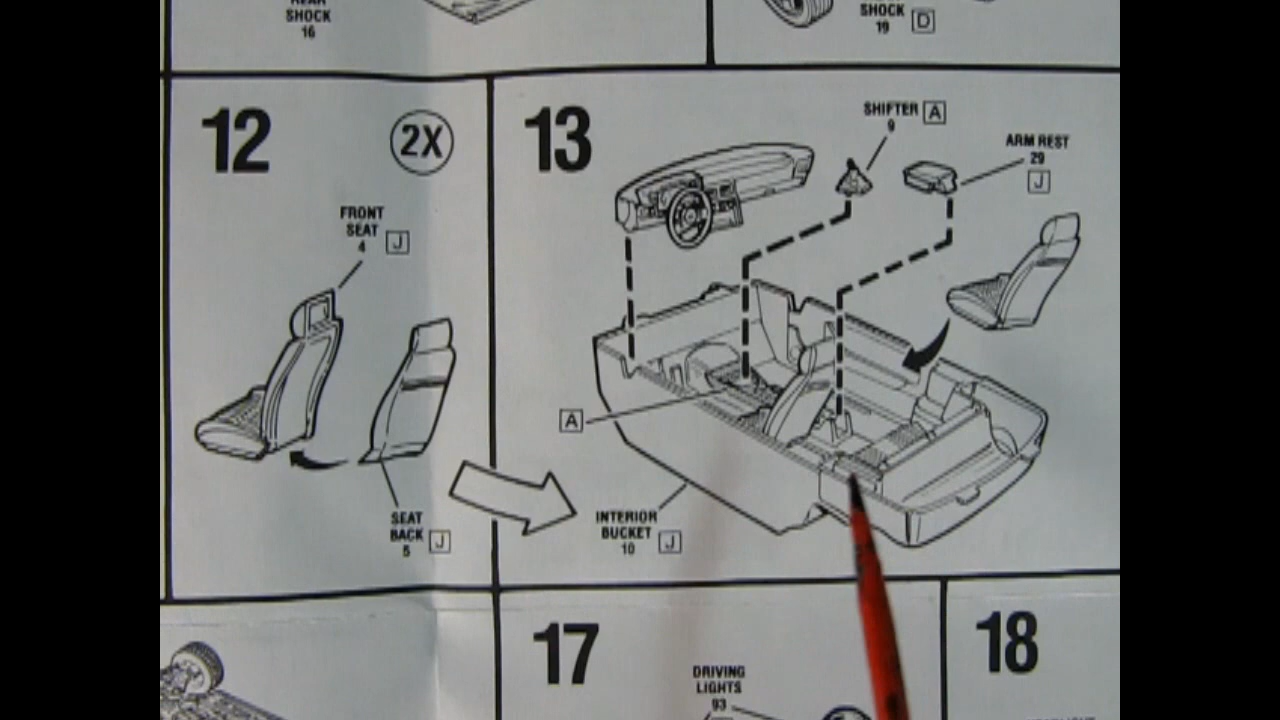 SHOCK
16
SHOCK
19 D
12
2X
FRONT
SEAT
4 J
SEAT
BACK
5 J
13
SHIFTER A
9
ARM REST
29
J
A
INTERIOR
BUCKET
10 J
17
DRIVING
LIGHTS
93
18